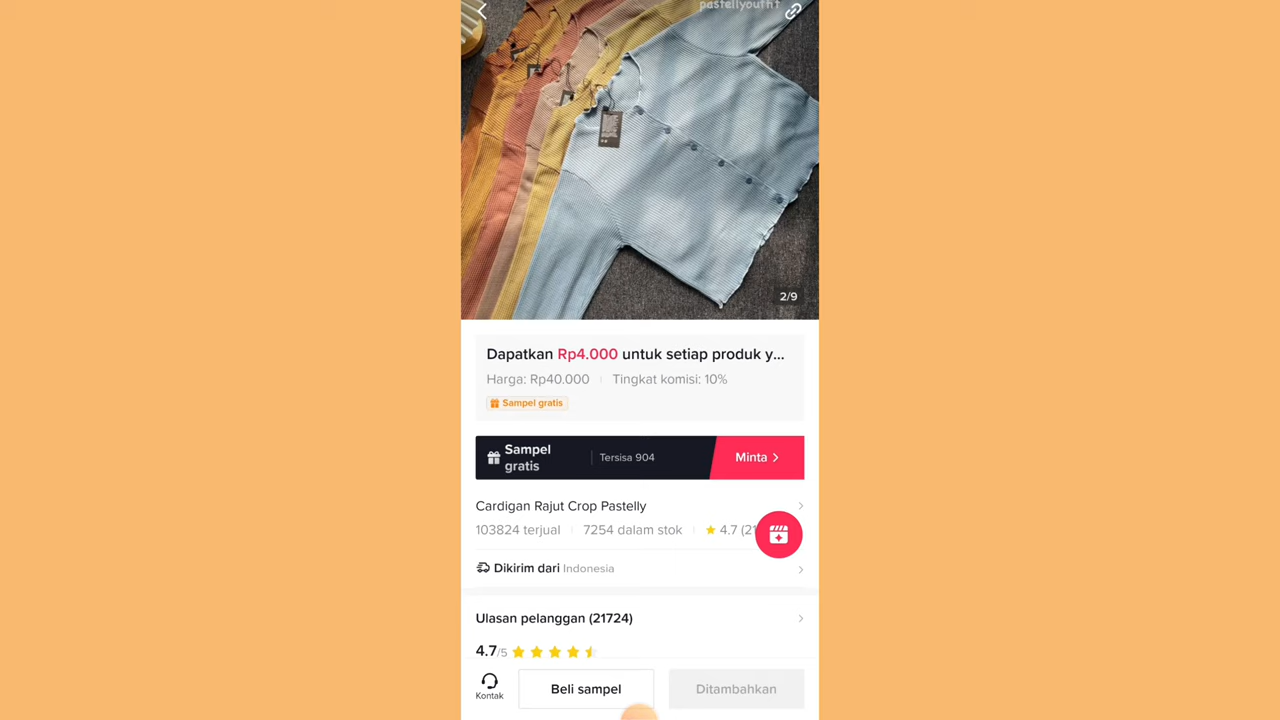 pastellyoutfit
2/9
Dapatkan Rp4.000 untuk setiap produk y...
Harga: Rp40.000 Tingkat komisi: 10%
Sampel gratis
Sampel gratis Tersisa 904 Minta
Cardigan Rajut Crop Pastelly
103824 terjual 7254 dalam stok 4.7 (21
Dikirim dari Indonesia
Ulasan pelanggan (21724)
4.7/5
Kontak Beli sampel Ditambahkan